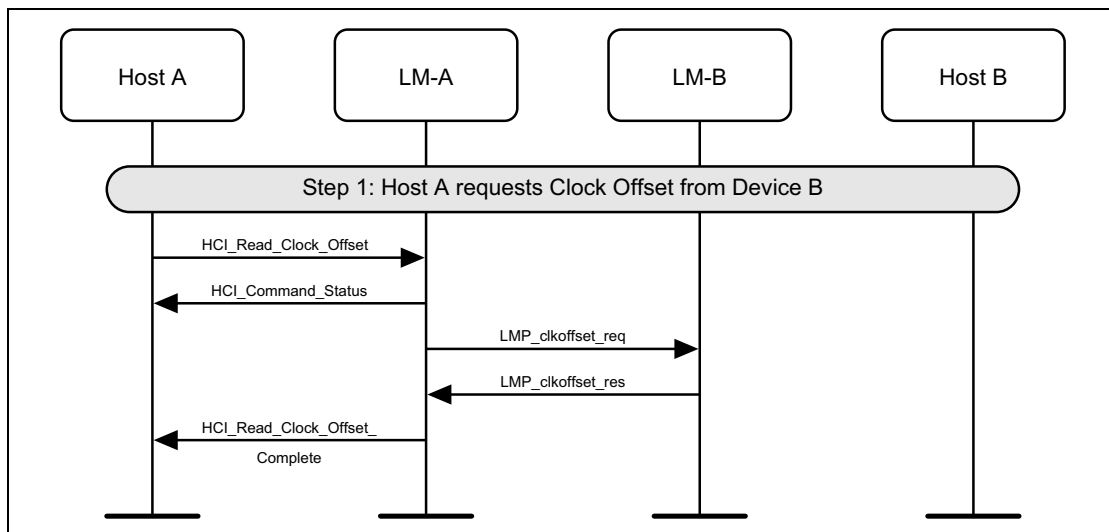 Host A
LM-A
LM-B
Host B
Step 1: Host A requests Clock Offset from Device B
HCI_Read_Clock_Offset
HCI_Command_Status
LMP_clkoffset_req
LMP_clkoffset_res
HCI_Read_Clock_Offset_
Complete